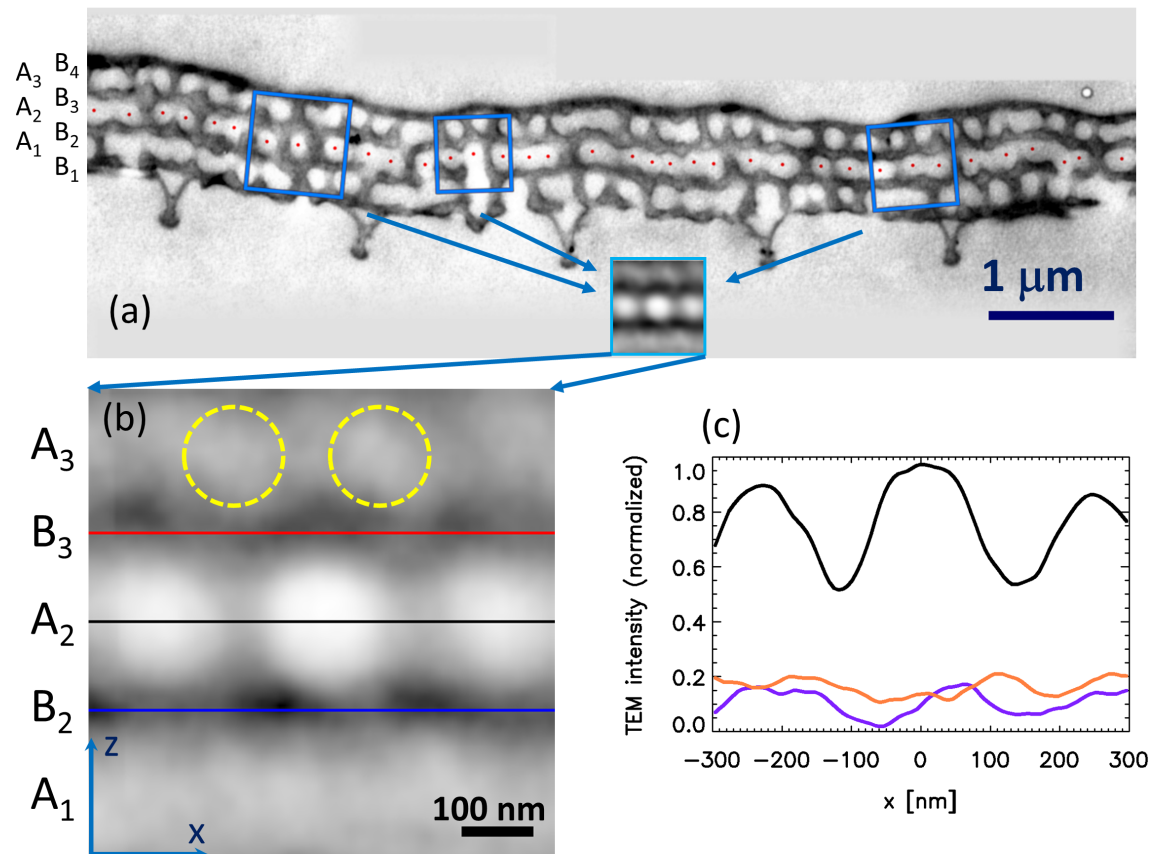 A3 B4
A2 B3
A1 B2
B1
(a)
1 μm
(b)
A3
B3
A2
B2
A1
z
x
100 nm
(c)
TEM intensity (normalized)
1.0
0.8
0.6
0.4
0.2
0.0
−300 −200 −100 0 100 200 300
x [nm]